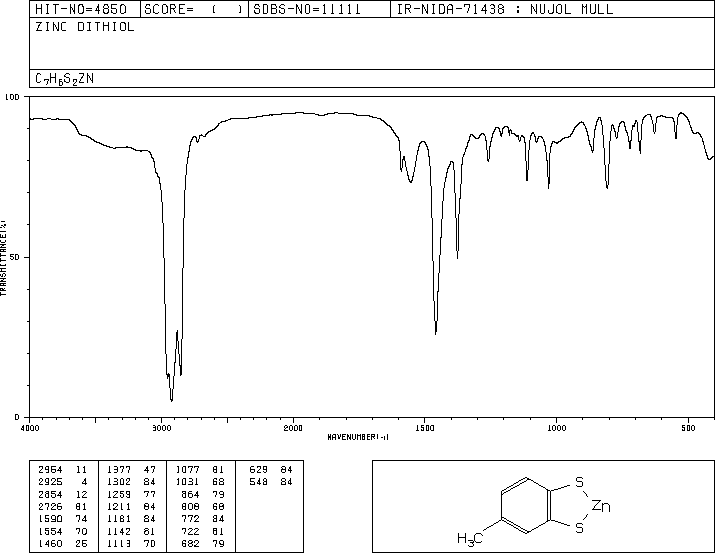 HIT-NO=4850 SCORE= ( ) SDBS-NO=11111 IR-NIDA-71438 : NUJOL MULL
ZINC DITHIOL
C7H6S2ZN
100
50
0
TRANSMITTANCE(%)
4000 3000 2000 1500 1000 500
WAVENUMBER(-1)
2954 11 1377 47 1077 81 629 84
2925 4 1302 84 1031 68 548 84
2854 12 1259 77 864 79
2726 81 1211 84 808 68
1590 74 1181 84 772 84
1554 70 1142 81 722 81
1460 25 1113 70 682 79
S
Zn
S
H3C